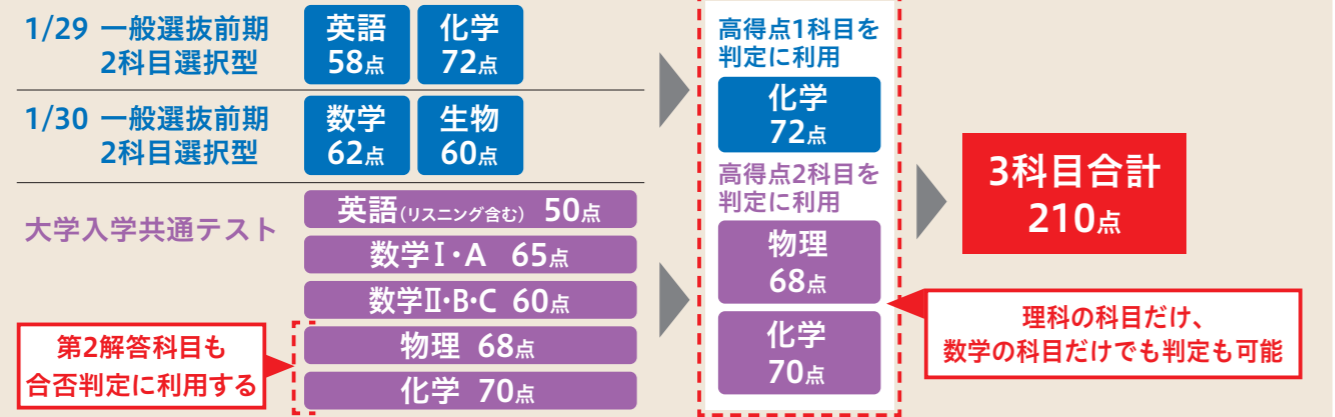 1/29 一般選抜前期
2科目選択型
英語
58点
化学
72点
1/30 一般選抜前期
2科目選択型
数学
62点
生物
60点
大学入学共通テスト
英語(リスニング含む) 50点
数学Ⅰ・A 65点
数学Ⅱ・B・C 60点
物理 68点
化学 70点
第2解答科目も
合否判定に利用する
高得点1科目を
判定に利用
化学
72点
高得点2科目を
判定に利用
物理
68点
化学
70点
3科目合計
210点
理科の科目だけ、
数学の科目だけでも判定も可能